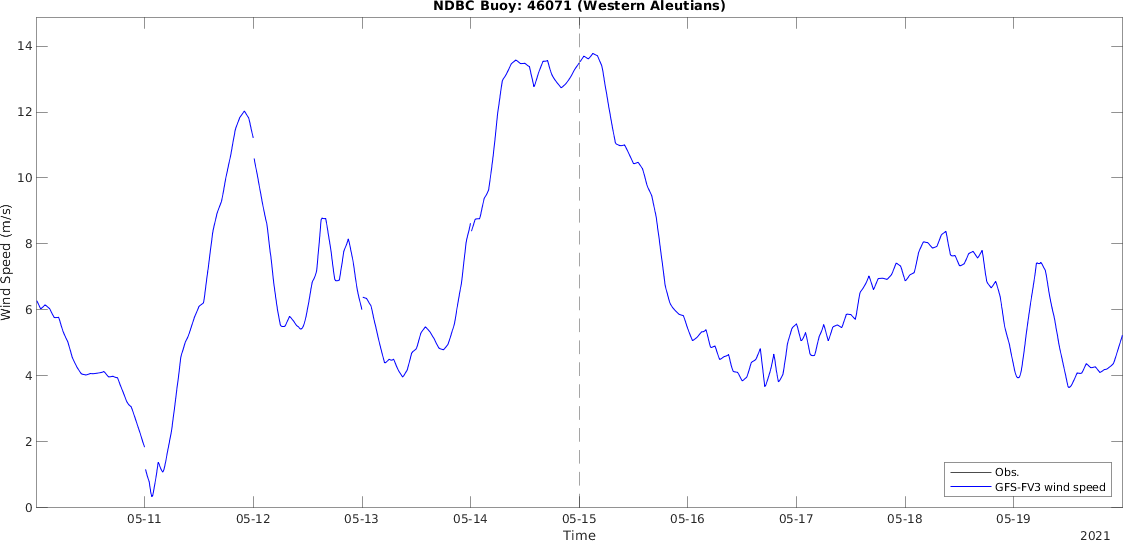 NDBC Buoy: 46071 (Western Aleutians)
Wind Speed (m/s)
14
12
10
8
6
4
2
0
Obs.
GFS-FV3 wind speed
05-11 05-12 05-13 05-14 05-15 05-16 05-17 05-18 05-19
Time
2021